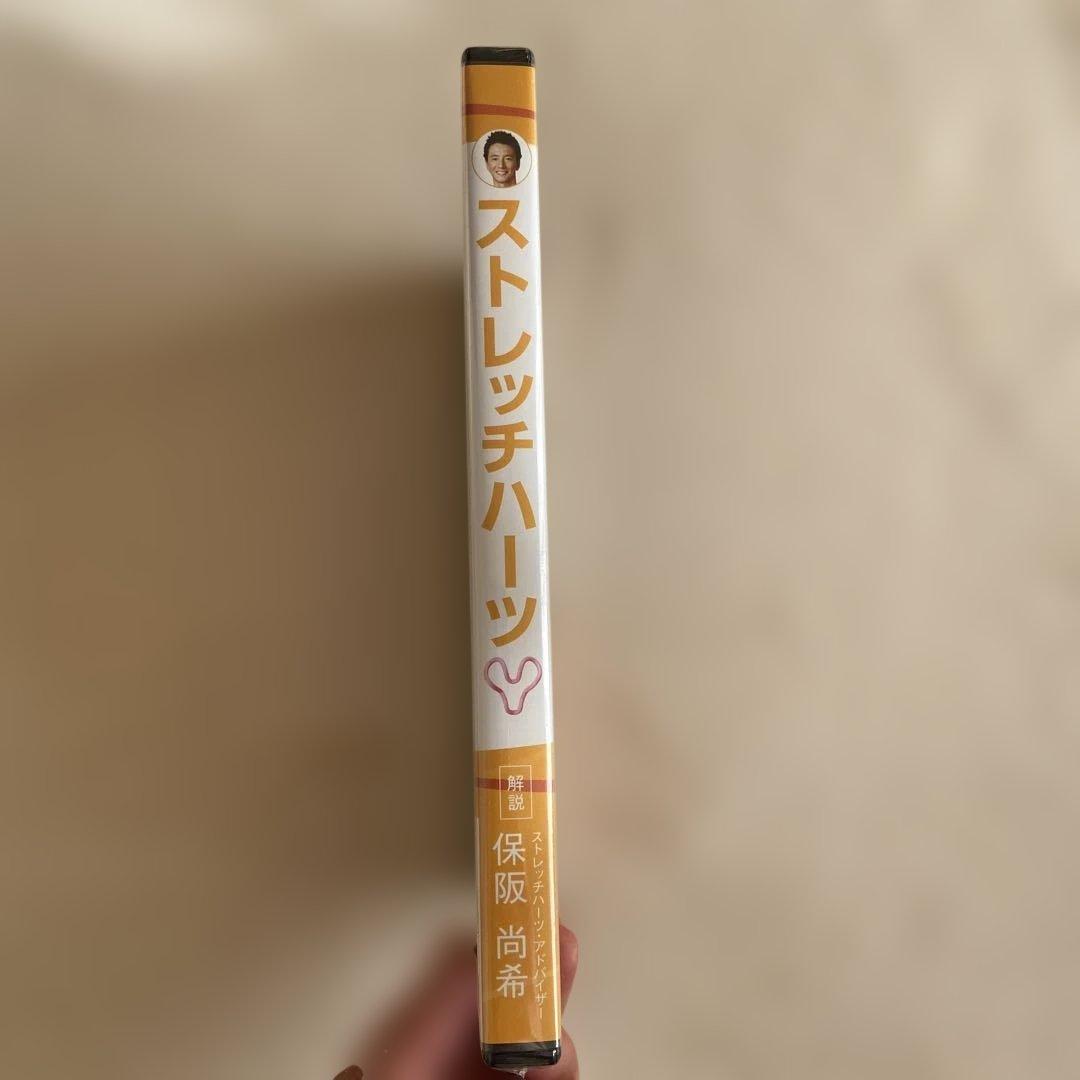 ストレッチハーツ
解説
ストレッチハーツ・アドバイザー
保阪 尚希